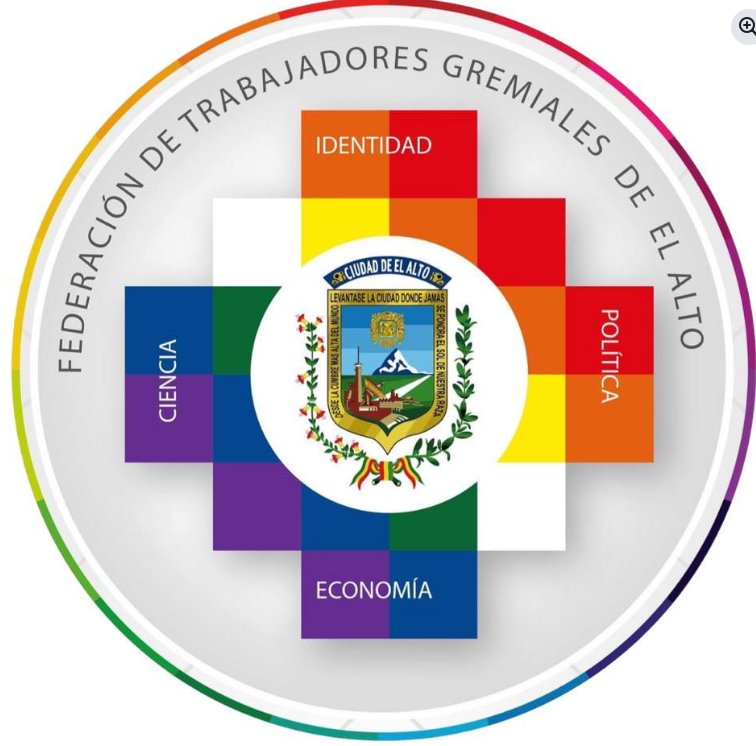 FEDERACIÓN DE TRABAJADORES GREMIALES DE EL ALTO
IDENTIDAD
CIUDAD DE EL ALTO
LEVANTASE LA CIUDAD DONDE JAMAS
SE PONDRA EL SOL DE NUESTRA RAZA
DESDE LA CUMBRE MAS ALTA DEL MUNDO
CIENCIA
POLÍTICA
ECONOMÍA